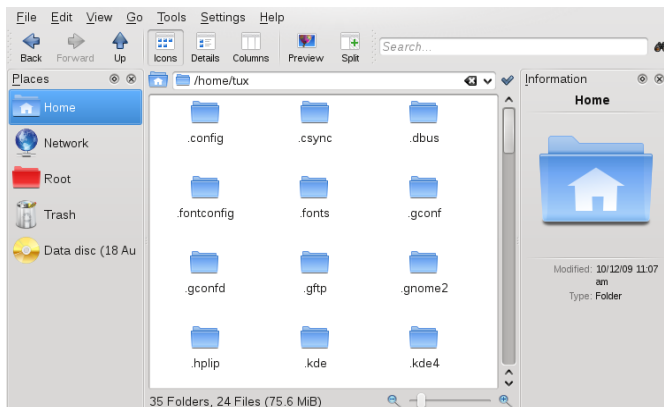 File Edit View Go Tools Settings Help
Back Forward Up Icons Details Columns Preview Split Search...
Places
Home
Network
Root
Trash
Data disc (18 Au
/home/tux
.config .csync .dbus
.fontconfig .fonts .gconf
.gconfd .gftp .gnome2
.hplip .kde .kde4
35 Folders, 24 Files (75.6 MiB)
Information
Home
Modified: 10/12/09 11:07
am
Type: Folder